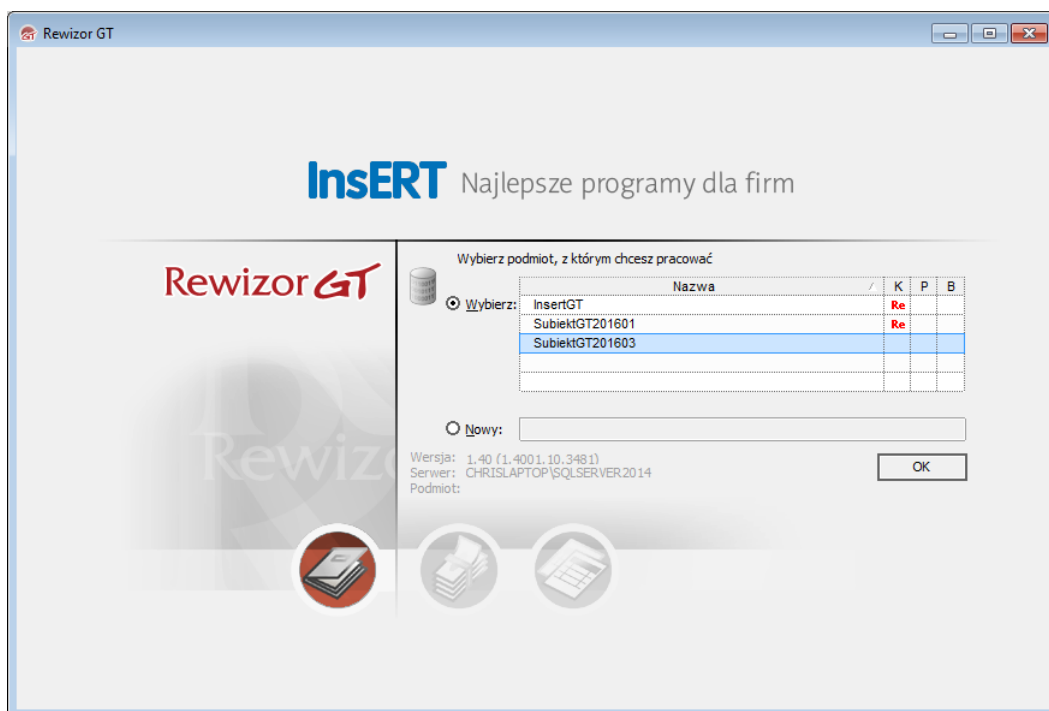 Rewizor GT
InsERT Najlepsze programy dla firm
Rewizor GT
Wybierz podmiot, z którym chcesz pracować
Nazwa K P B
Wybierz: InsertGT Re
SubiektGT201601 Re
SubiektGT201603
Nowy:
Rewizo
Wersja: 1.40 (1.4001.10.3481)
Serwer: CHRISLAPTOP\SQLSERVER2014
OK
Podmiot: